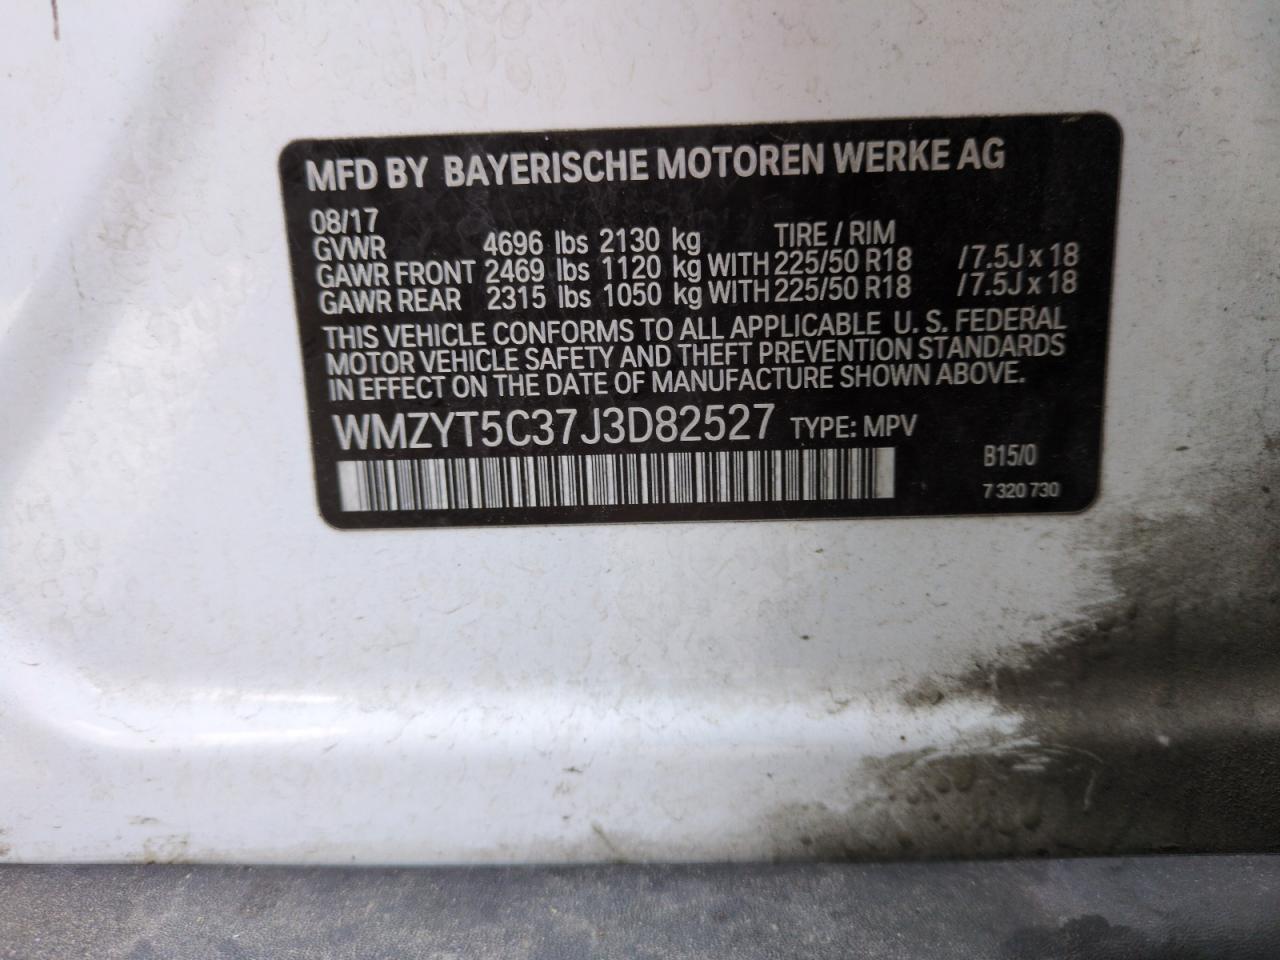 MFD BY BAYERISCHE MOTOREN WERKE AG
08/17
GVWR 4696 lbs 2130 kg TIRE / RIM
GAWR FRONT 2469 lbs 1120 kg WITH 225/50 R18 / 7.5J x 18
GAWR REAR 2315 lbs 1050 kg WITH 225/50 R18 / 7.5J x 18
THIS VEHICLE CONFORMS TO ALL APPLICABLE U. S. FEDERAL
MOTOR VEHICLE SAFETY AND THEFT PREVENTION STANDARDS
IN EFFECT ON THE DATE OF MANUFACTURE SHOWN ABOVE.
WMZYT5C37J3D82527 TYPE: MPV
B15/0
7 320 730